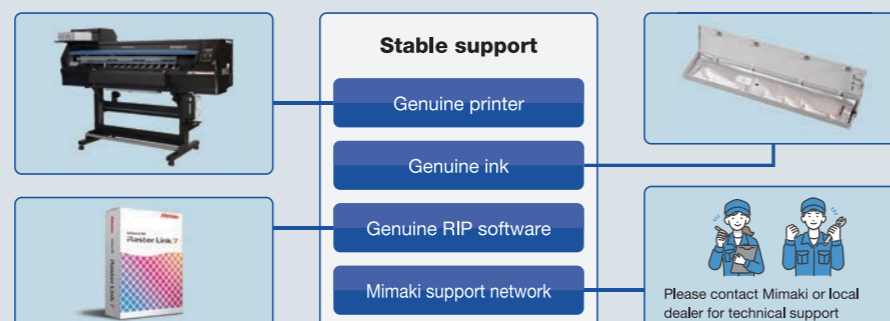 Stable support
Genuine printer
Genuine ink
Genuine RIP software
Mimaki support network
Raster Link 7
Please contact Mimaki or local
dealer for technical support